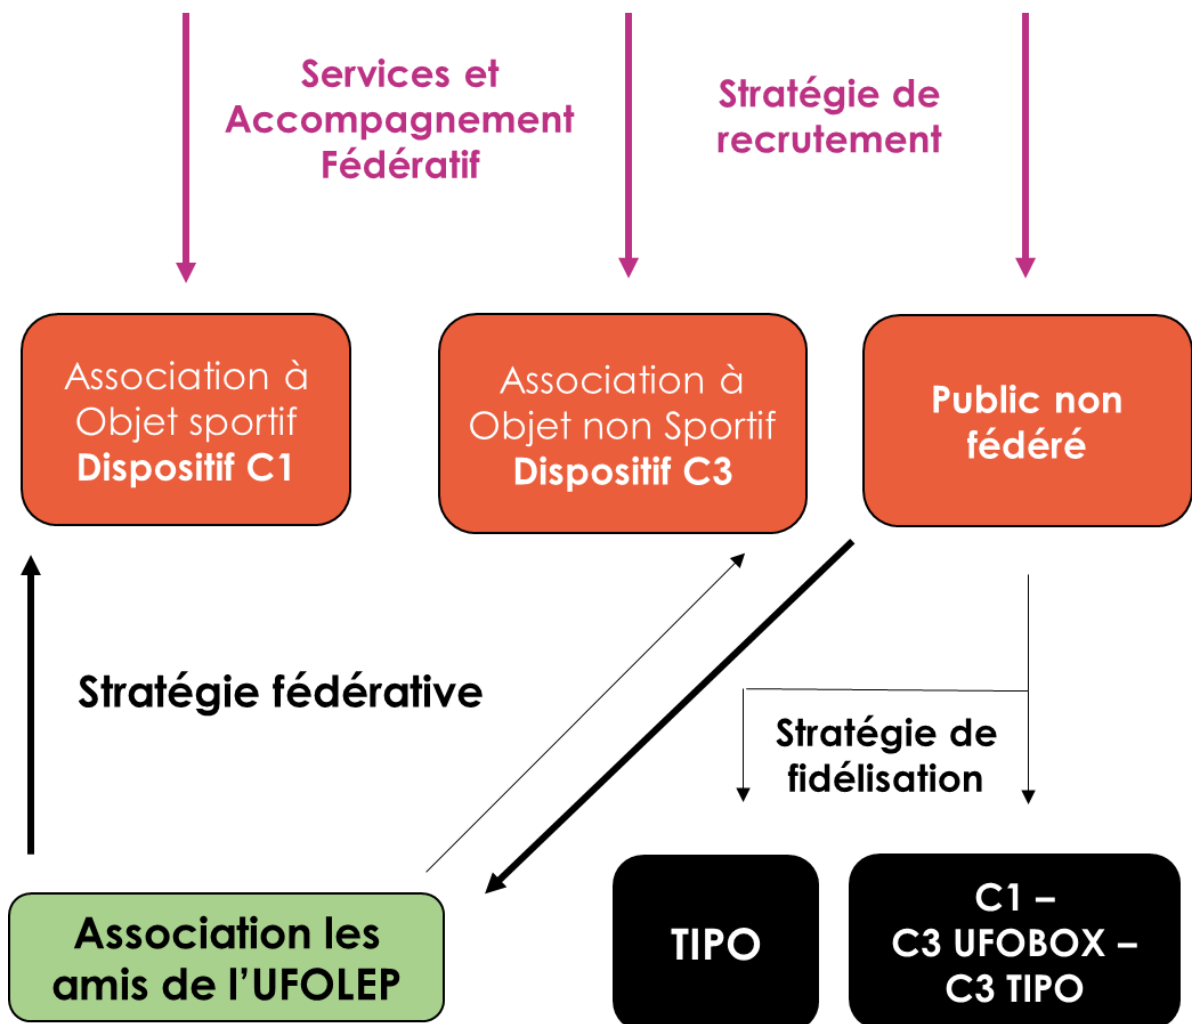 Services et
Accompagnement
Fédératif
Stratégie de
recrutement
Association à
Objet sportif
Dispositif C1
Association à
Objet non Sportif
Dispositif C3
Public non
fédéré
Stratégie fédérative
Stratégie de
fidélisation
Association les
amis de l’UFOLEP
TIPO
C1 –
C3 UFOBOX –
C3 TIPO